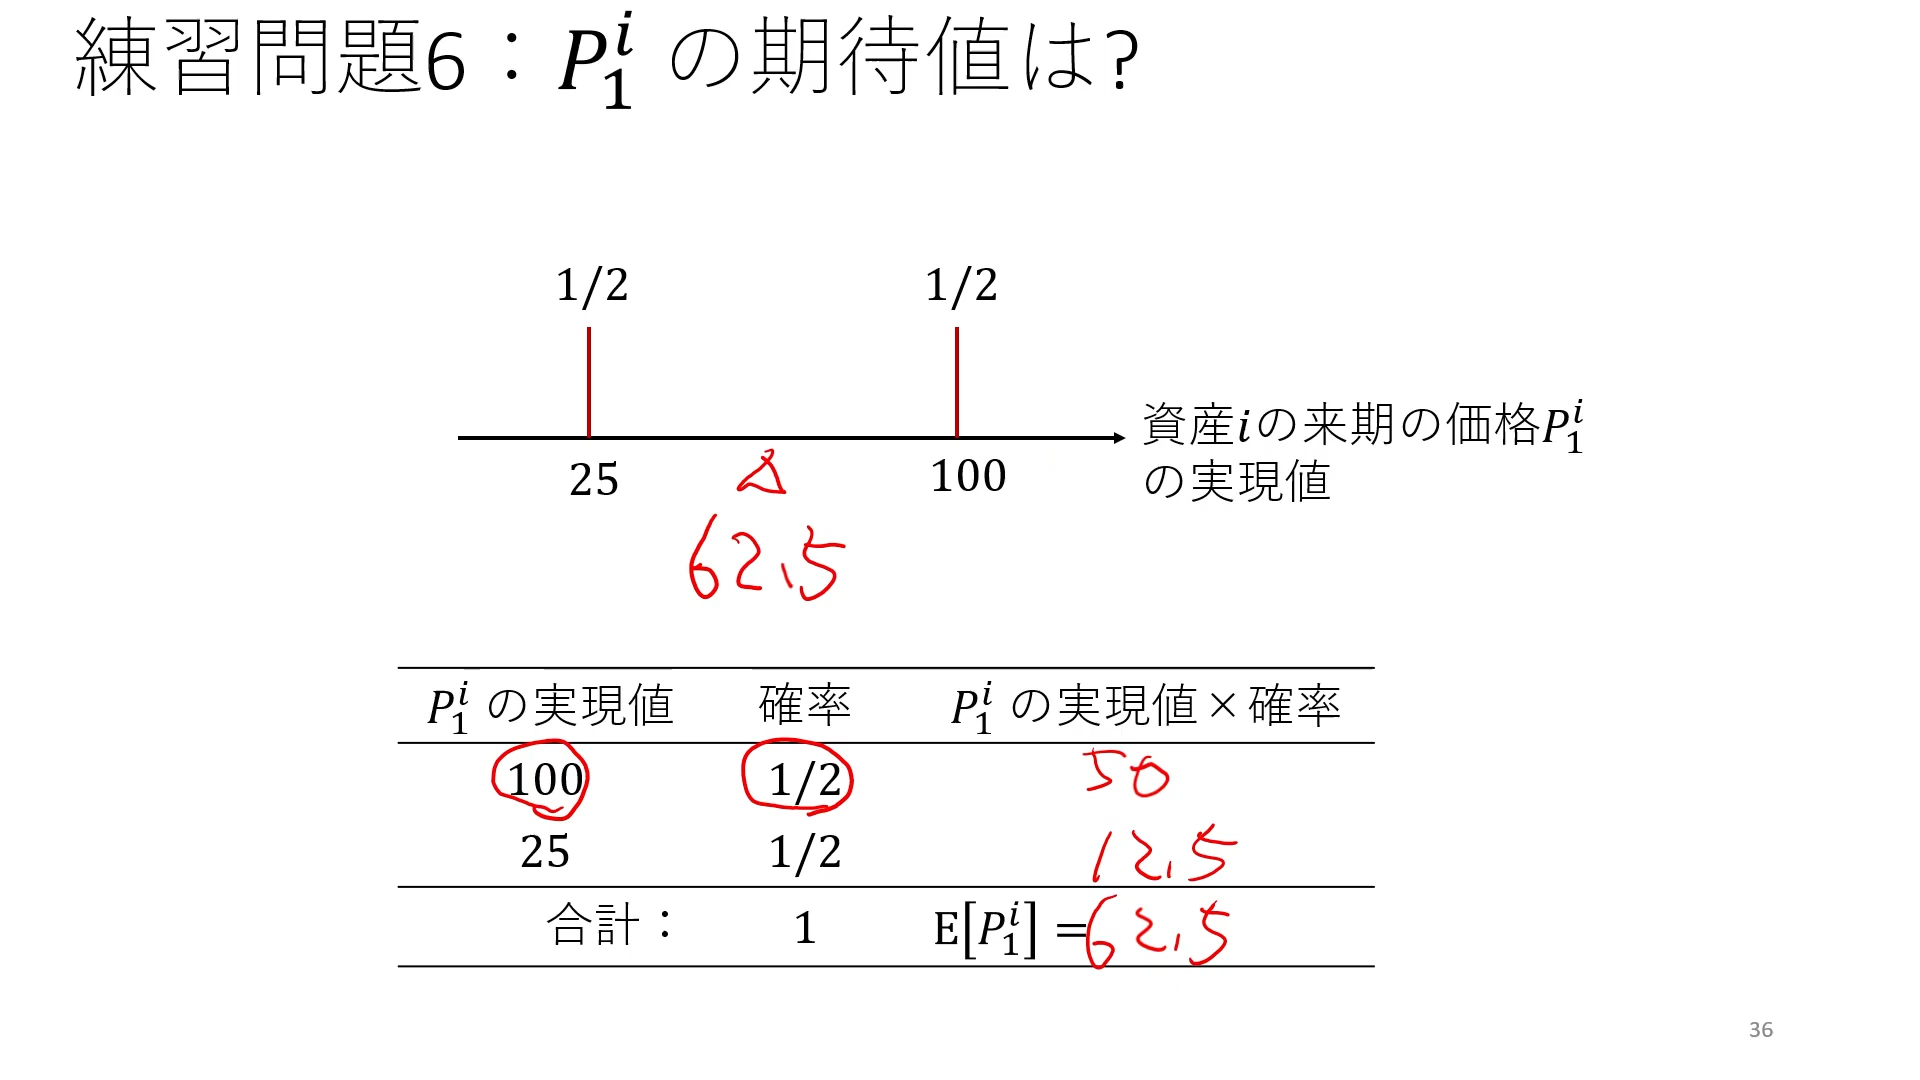 練習問題6：P₁ⁱ の期待値は?
1/2 1/2
25 100
資産iの来期の価格P₁ⁱ
の実現値
62.5
P₁ⁱ の実現値 確率 P₁ⁱ の実現値×確率
100 1/2 50
25 1/2 12.5
合計： 1 E[P₁ⁱ] =62.5
36